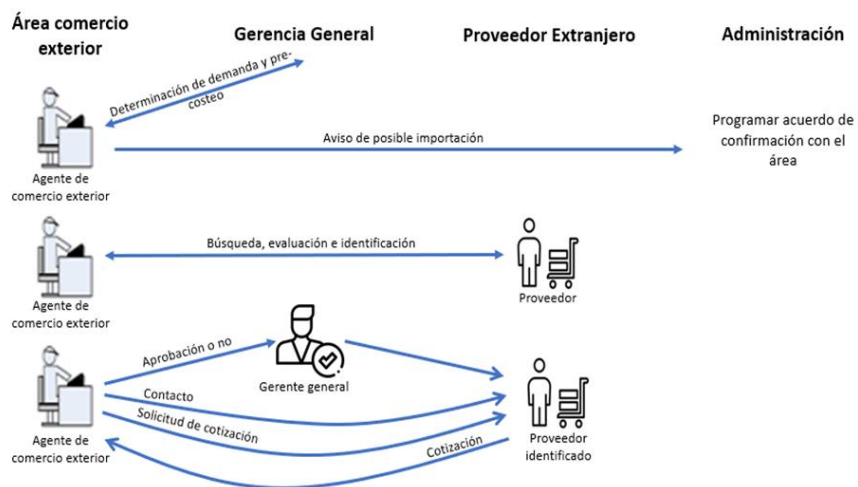 Área comercio
exterior
Gerencia General
Proveedor Extranjero
Administración
Determinación de demanda y pre-
costeo
Aviso de posible importación
Programar acuerdo de
confirmación con el
área
Agente de
comercio exterior
Búsqueda, evaluación e identificación
Proveedor
Agente de
comercio exterior
Aprobación o no
Gerente general
Contacto
Solicitud de cotización
Cotización
Agente de
comercio exterior
Proveedor
identificado